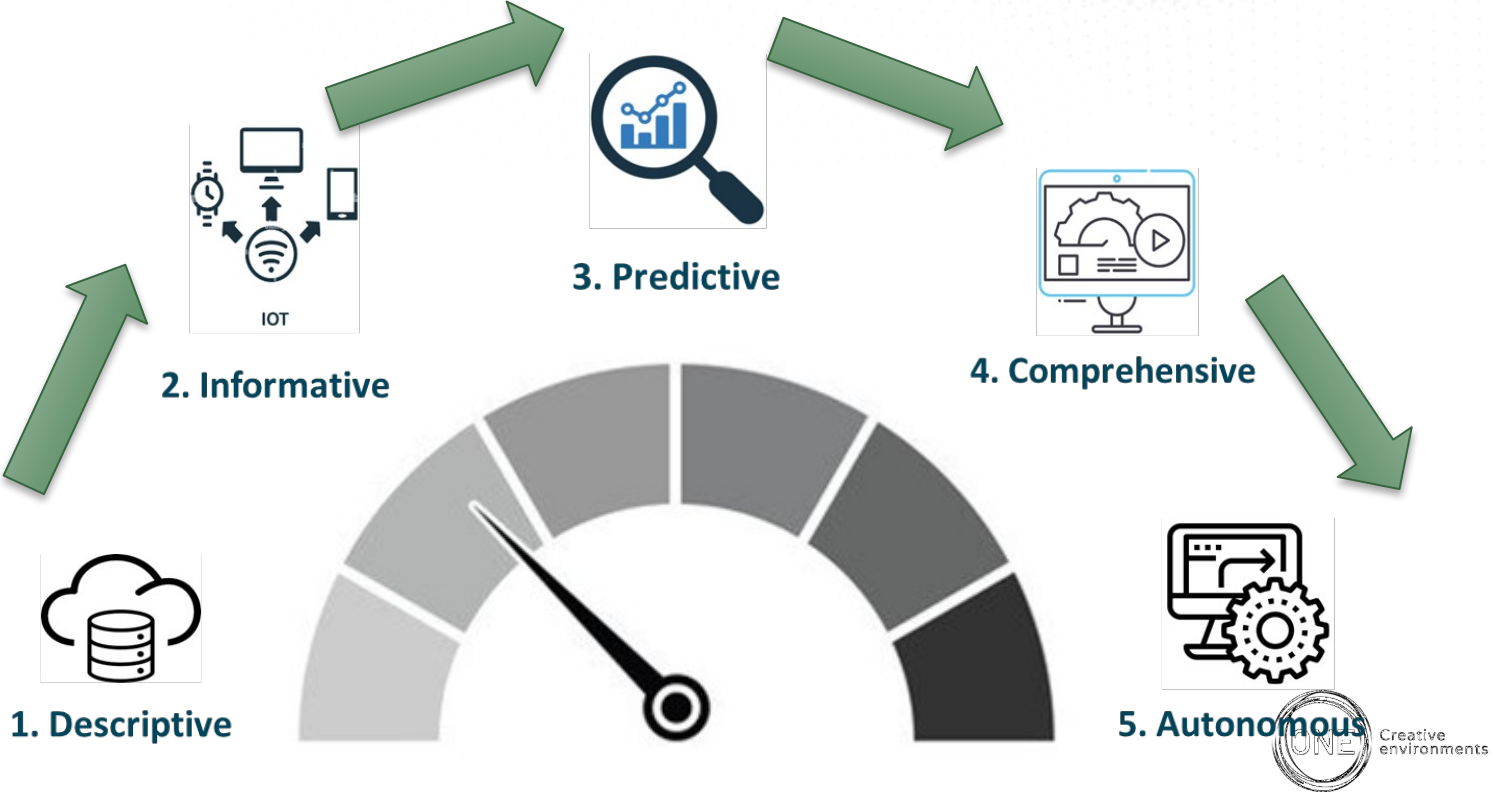 1. Descriptive
IOT
2. Informative
3. Predictive
4. Comprehensive
5. Autonomous
ONE
Creative
environments